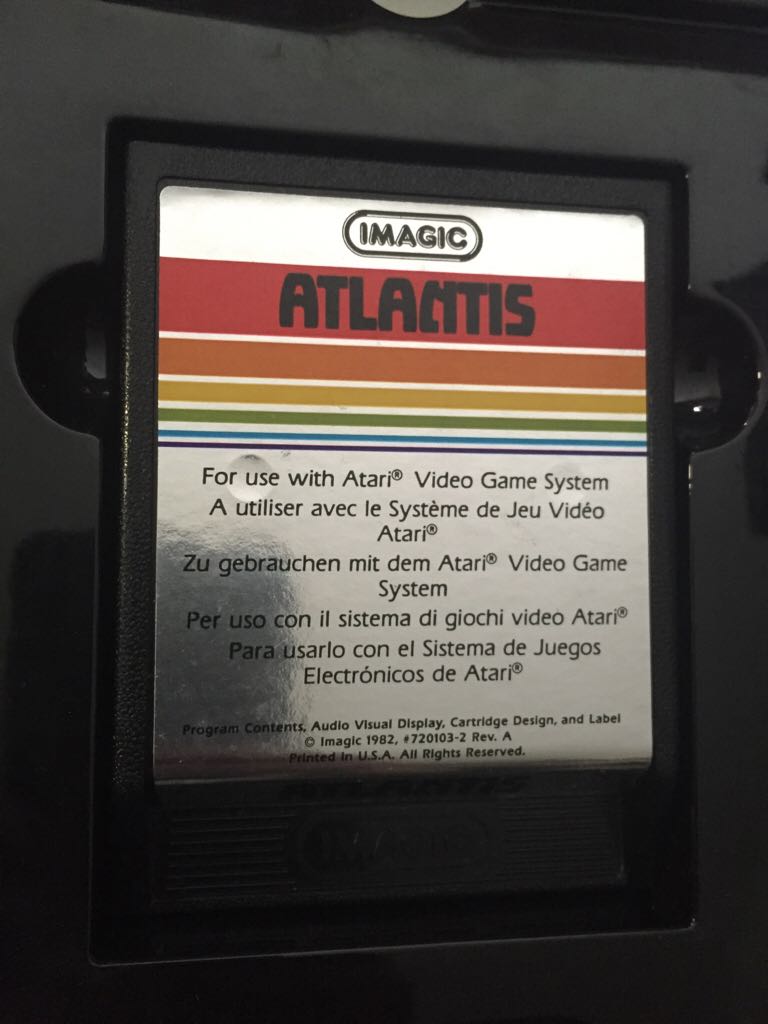 IMAGIC
ATLANTIS
For use with Atari® Video Game System
A utiliser avec le Système de Jeu Vidéo
Atari®
Zu gebrauchen mit dem Atari® Video Game
System
Per uso con il sistema di giochi video Atari®
Para usarlo con el Sistema de Juegos
Electrónicos de Atari®
Program Contents, Audio Visual Display, Cartridge Design, and Label
© Imagic 1982, #720103-2 Rev. A
Printed in U.S.A. All Rights Reserved.
ATLANTIS
IMAGIC